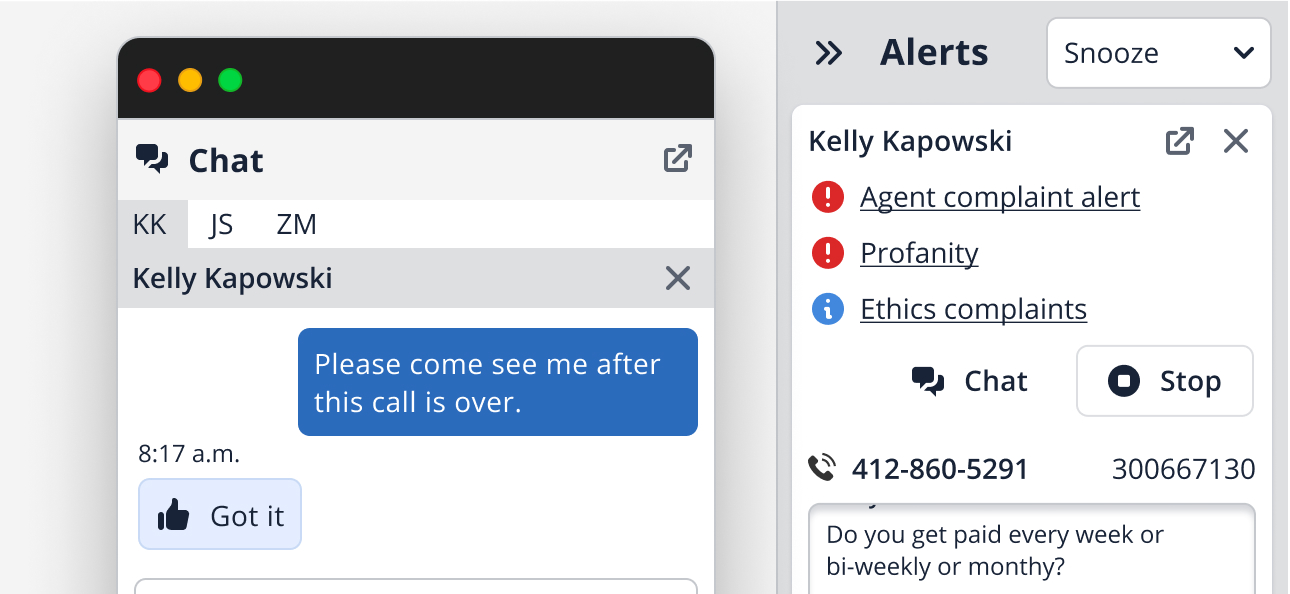 Chat
KK JS ZM
Kelly Kapowski
Please come see me after
this call is over.
8:17 a.m.
Got it
Alerts
Snooze
Kelly Kapowski
Agent complaint alert
Profanity
Ethics complaints
Chat
Stop
412-860-5291 300667130
Do you get paid every week or
bi-weekly or monthy?